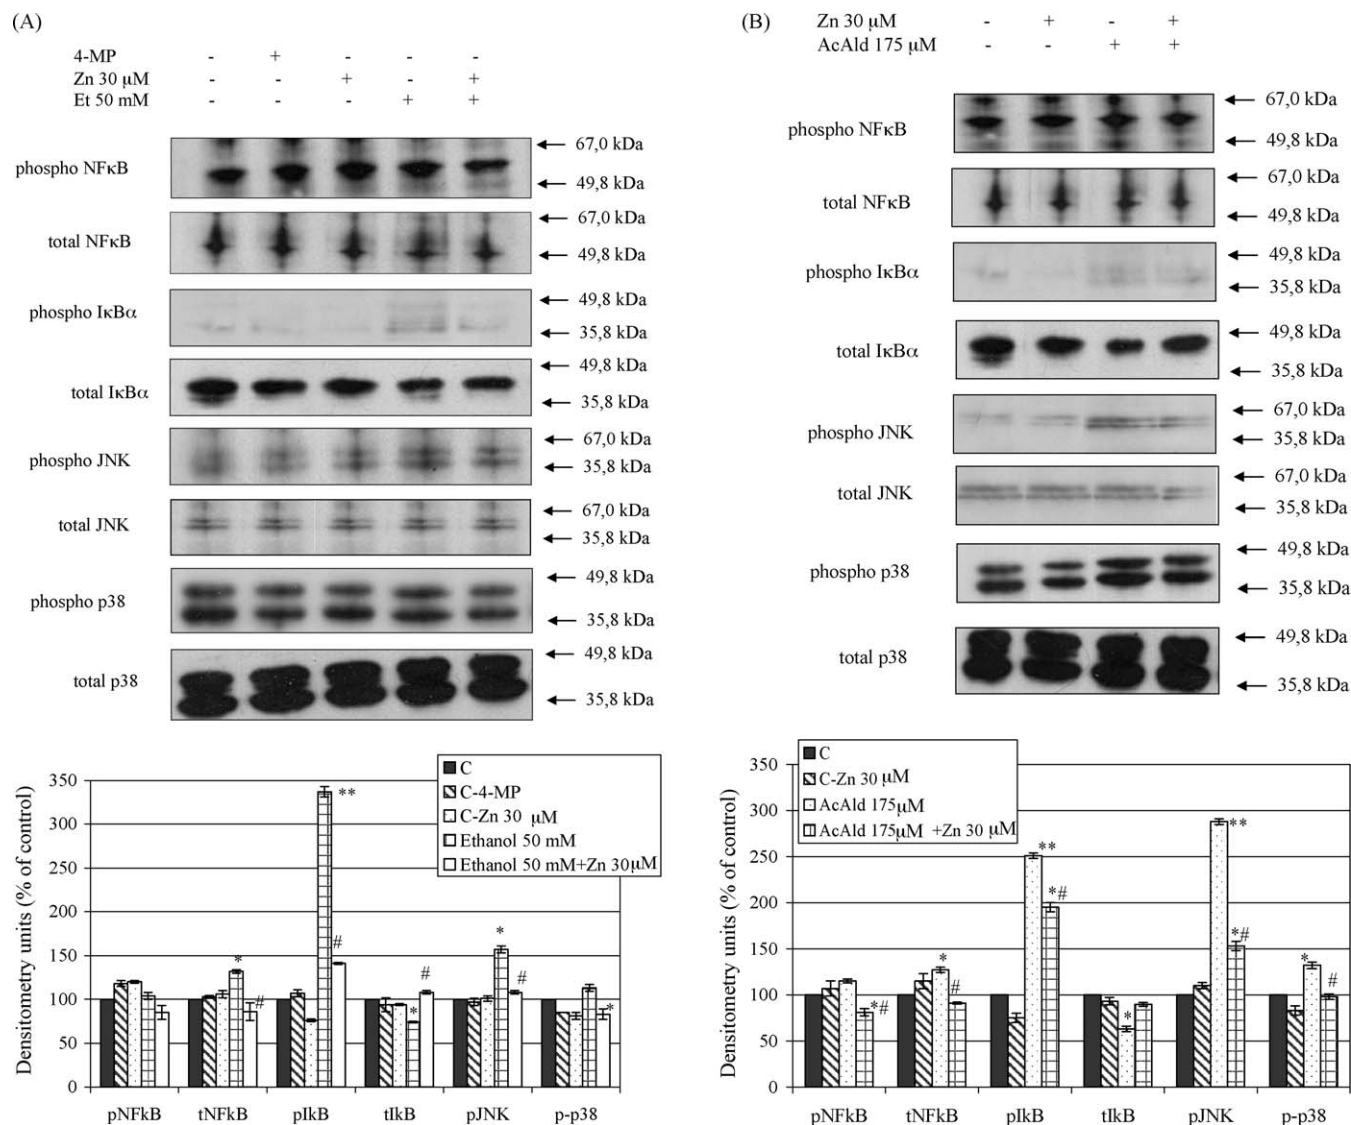 (A)
4-MP - + - - -
Zn 30 μM - - + - +
Et 50 mM - - - + +
phospho NFκB
67,0 kDa
49,8 kDa
total NFκB
67,0 kDa
49,8 kDa
phospho IκBα
49,8 kDa
35,8 kDa
total IκBα
49,8 kDa
35,8 kDa
phospho JNK
67,0 kDa
35,8 kDa
total JNK
67,0 kDa
35,8 kDa
phospho p38
49,8 kDa
35,8 kDa
total p38
49,8 kDa
35,8 kDa
Densitometry units (% of control)
350
300
250
200
150
100
50
0
C
C-4-MP
C-Zn 30 μM
Ethanol 50 mM
Ethanol 50 mM+Zn 30μM
* # ** # * # * # *
pNFkB tNFkB pIkB tIkB pJNK p-p38
(B)
Zn 30 μM - + - +
AcAld 175 μM - - + +
phospho NFκB
67,0 kDa
49,8 kDa
total NFκB
67,0 kDa
49,8 kDa
phospho IκBα
49,8 kDa
35,8 kDa
total IκBα
49,8 kDa
35,8 kDa
phospho JNK
67,0 kDa
35,8 kDa
total JNK
67,0 kDa
35,8 kDa
phospho p38
49,8 kDa
35,8 kDa
total p38
49,8 kDa
35,8 kDa
Densitometry units (% of control)
350
300
250
200
150
100
50
0
C
C-Zn 30 μM
AcAld 175μM
AcAld 175μM +Zn 30 μM
*# * # ** *# * ** *# * #
pNFkB tNFkB pIkB tIkB pJNK p-p38